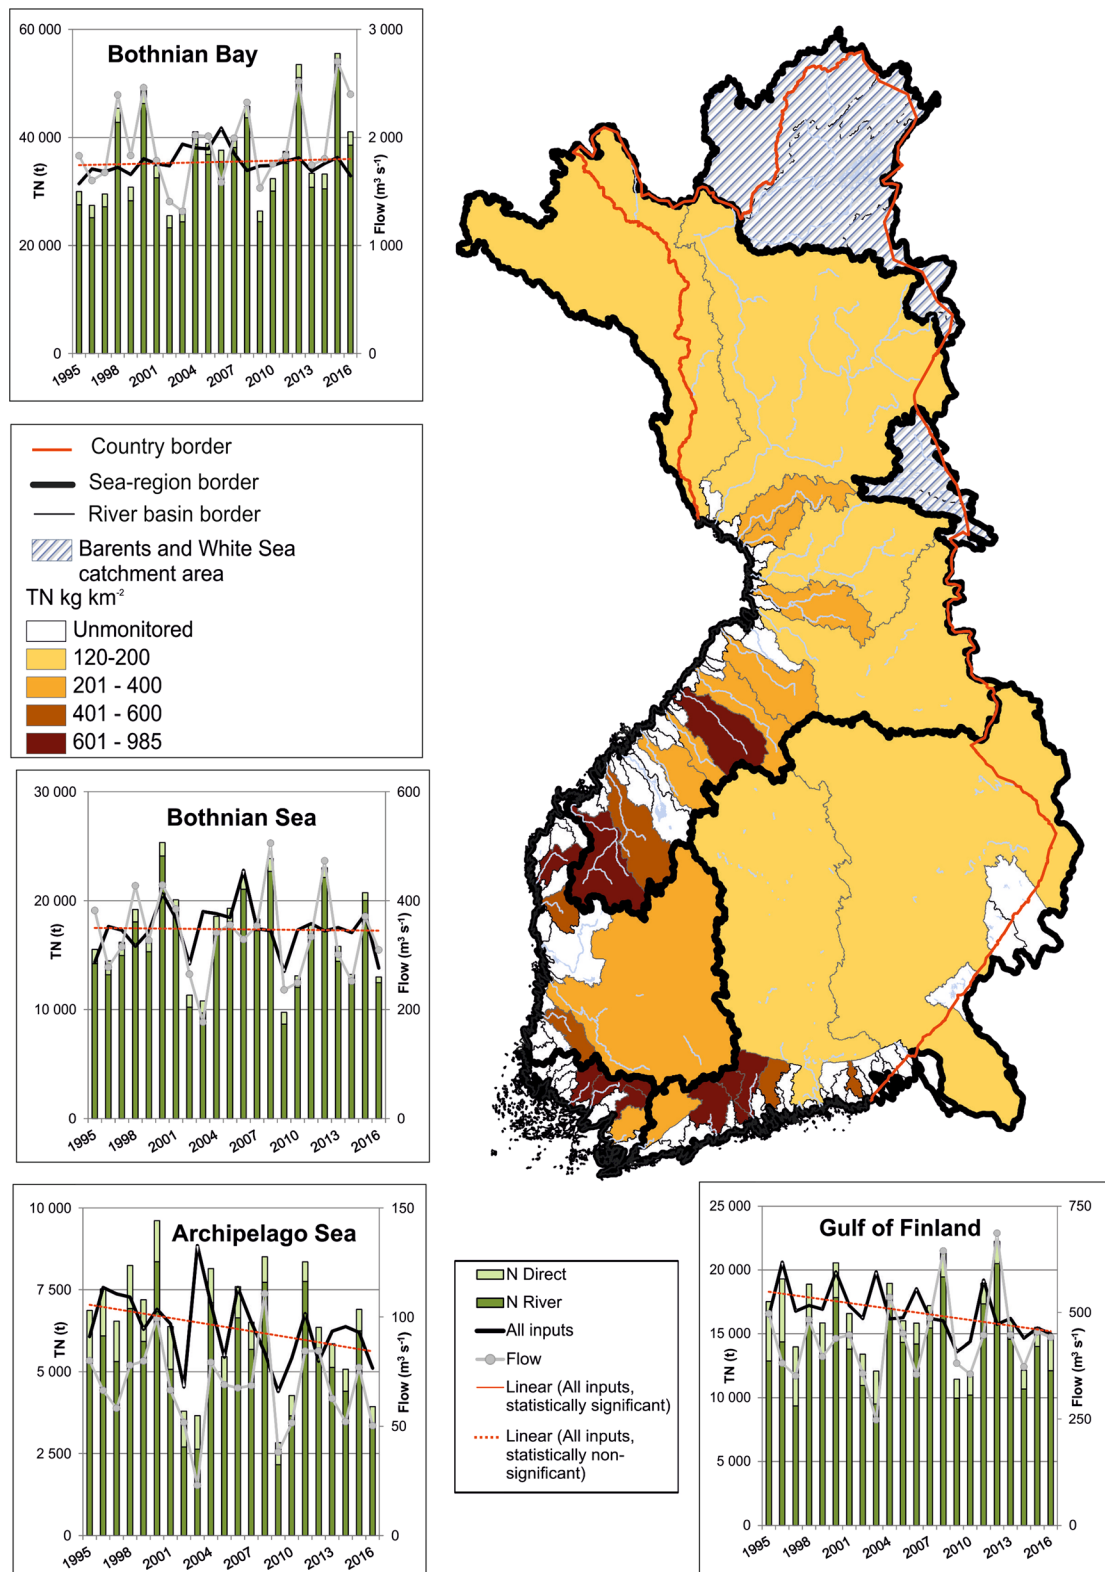 Bothnian Bay
60 000
40 000
20 000
0
TN (t)
3 000
2 000
1 000
0
Flow (m³ s⁻¹)
1995
1998
2001
2004
2007
2010
2013
2016
Country border
Sea-region border
River basin border
Barents and White Sea
catchment area
TN kg km⁻²
Unmonitored
120-200
201 - 400
401 - 600
601 - 985
Bothnian Sea
30 000
20 000
10 000
0
TN (t)
600
400
200
0
Flow (m³ s⁻¹)
1995
1998
2001
2004
2007
2010
2013
2016
Archipelago Sea
10 000
7 500
5 000
2 500
0
TN (t)
150
100
50
0
Flow (m³ s⁻¹)
1995
1998
2001
2004
2007
2010
2013
2016
N Direct
N River
All inputs
Flow
Linear (All inputs,
statistically significant)
Linear (All inputs,
statistically non-
significant)
Gulf of Finland
25 000
20 000
15 000
10 000
5 000
0
TN (t)
750
500
250
0
Flow (m³ s⁻¹)
1995
1998
2001
2004
2007
2010
2013
2016